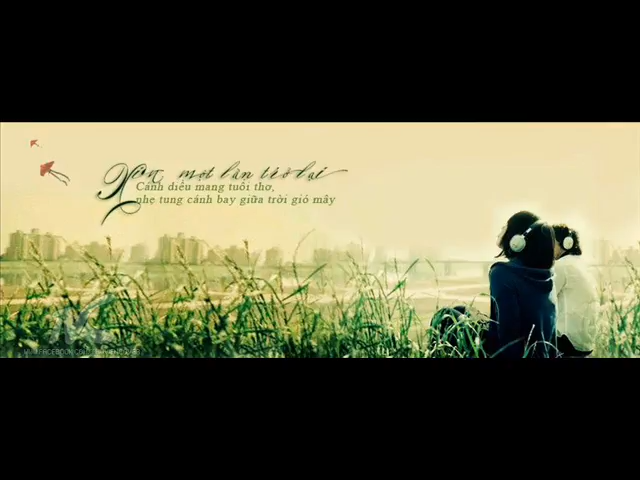 Xin một lần trở lại
Cánh diều mang tuổi thơ,
nhẹ tung cánh bay giữa trời gió mây